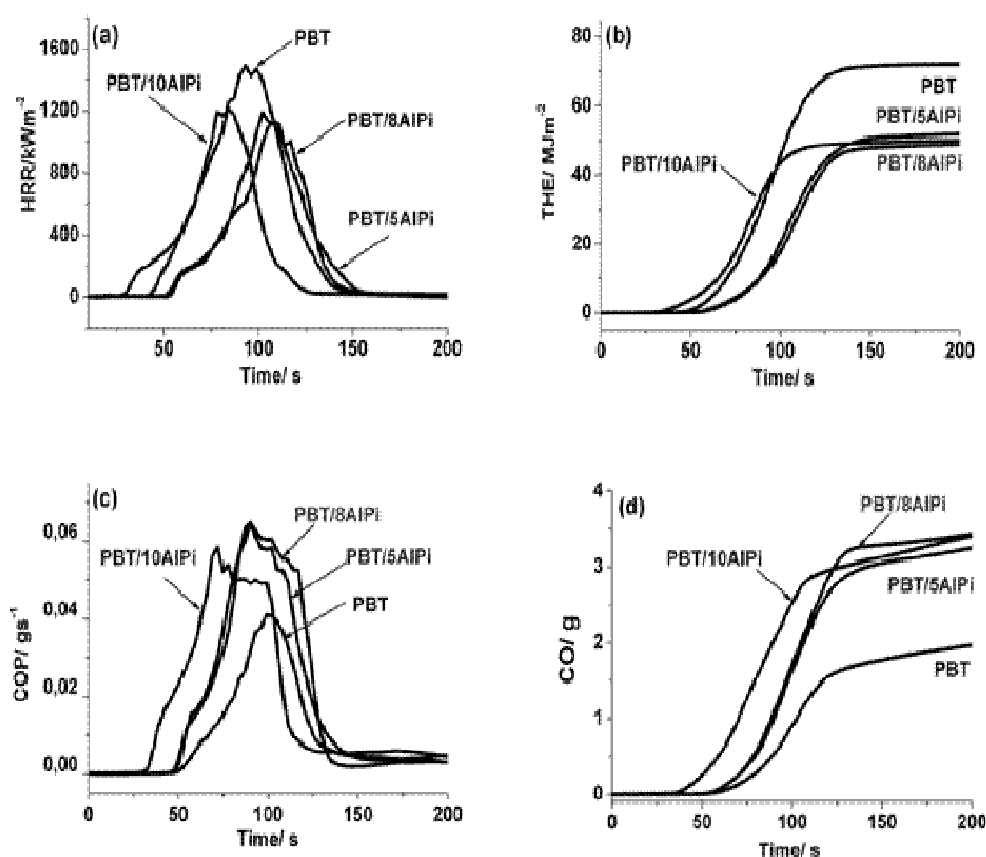 (a)
HRR/kW/m⁻²
1600
1200
800
400
0
PBT
PBT/10AlPi
PBT/8AlPi
PBT/5AlPi
50 100 150 200
Time/ s
(b)
THE/ MJ/m⁻²
80
60
40
20
0
PBT
PBT/5AlPi
PBT/10AlPi
PBT/8AlPi
0 50 100 150 200
Time/ s
(c)
COP/ gs⁻¹
0,06
0,04
0,02
0,00
PBT/8AlPi
PBT/10AlPi
PBT/5AlPi
PBT
0 50 100 150 200
Time/ s
(d)
CO/ g
4
3
2
1
0
PBT/8AlPi
PBT/10AlPi
PBT/5AlPi
PBT
0 50 100 150 200
Time/ s